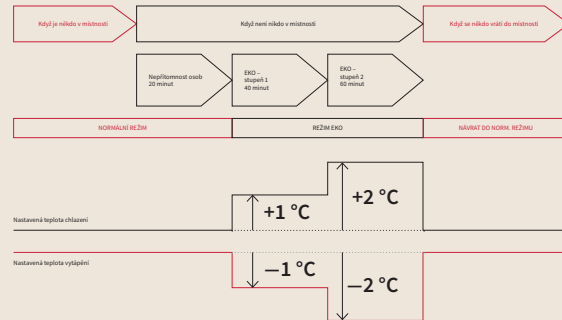 Když je někdo v místnosti
Když není nikdo v místnosti
Když se někdo vrátí do místnosti
Nepřítomnost osob
20 minut
EKO –
stupeň 1
40 minut
EKO –
stupeň 2
60 minut
NORMÁLNÍ REŽIM
REŽIM EKO
NÁVRAT DO NORM. REŽIMU
+1 °C
+2 °C
Nastavená teplota chlazení
Nastavená teplota vytápění
—1 °C
—2 °C